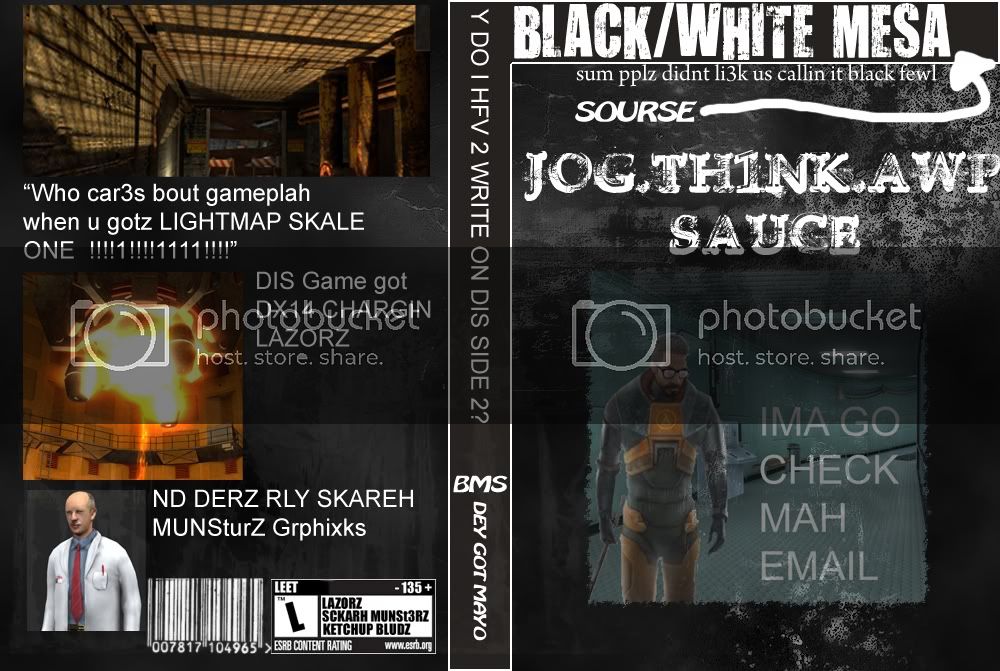 “Who car3s bout gameplah
when u gotz LIGHTMAP SKALE
ONE !!!!1!!!!1111!!!!”
DIS Game got
DX14 CHARGIN
LAZORZ
photobucket
host. store. share.
ND DERZ RLY SKAREH
MUNSturZ Grphixks
007817 104965 >
LEET -135 +
L
TM
LAZORZ
SCKARH MUNSt3RZ
KETCHUP BLUDZ
ESRB CONTENT RATING www.esrb.org
Y DO I HFV 2 WRITE ON DIS SIDE 2?
BMS
DEY GOT MAYO
BLACK/WHITE MESA
sum pplz didnt li3k us callin it black fewl
SOURSE
JOG.TH1NK.AWP
SAUCE
photobucket
host. store. share.
IMA GO
CHECK
MAH
EMAIL